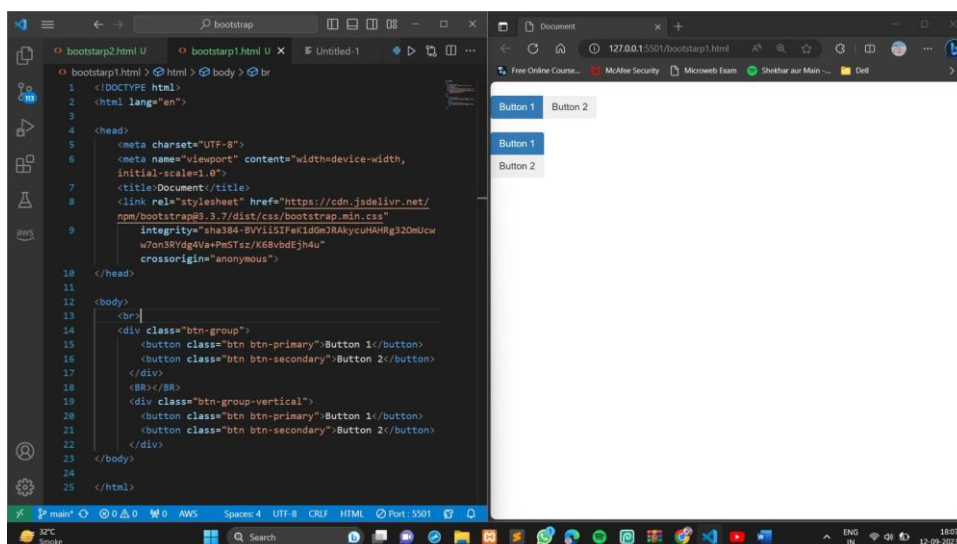 bootstrap
bootstarp2.html U
bootstarp1.html U
Untitled-1
bootstarp1.html > html > body > br
1 <!DOCTYPE html>
2 <html lang="en">
3
4 <head>
5 <meta charset="UTF-8">
6 <meta name="viewport" content="width=device-width,
initial-scale=1.0">
7 <title>Document</title>
8 <link rel="stylesheet" href="https://cdn.jsdelivr.net/
npm/bootstrap@3.3.7/dist/css/bootstrap.min.css"
9 integrity="sha384-BVYiiSIFeK1dGmJRAkycuHAHRg32OmUcw
w7on3RYdg4Va+PmSTsz/K68vbdEjh4u"
crossorigin="anonymous">
10 </head>
11
12 <body>
13 <br>
14 <div class="btn-group">
15 <button class="btn btn-primary">Button 1</button>
16 <button class="btn btn-secondary">Button 2</button>
17 </div>
18 <BR></BR>
19 <div class="btn-group-vertical">
20 <button class="btn btn-primary">Button 1</button>
21 <button class="btn btn-secondary">Button 2</button>
22 </div>
23 </body>
24
25 </html>
113
aws
main* 0 0 0 AWS Spaces: 4 UTF-8 CRLF HTML Port : 5501
Document
127.0.0.1:5501/bootstarp1.html
Free Online Course... McAfee Security Microweb Exam Shekhar aur Main -... Dell
Button 1 Button 2
Button 1
Button 2
32°C
Smoke
Search
ENG
IN
18:07